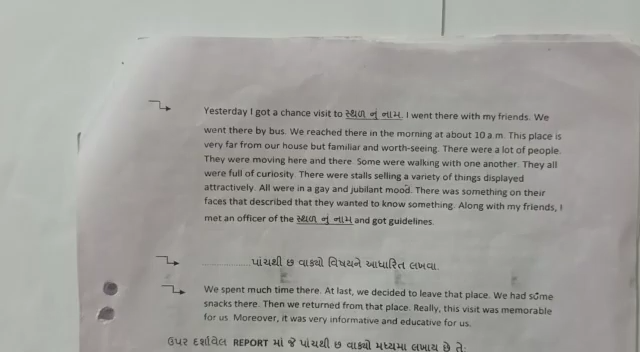 Yesterday I got a chance visit to સ્થળ નું નામ. I went there with my friends. We
went there by bus. We reached there in the morning at about 10 a.m. This place is
very far from our house but familiar and worth-seeing. There were a lot of people.
They were moving here and there. Some were walking with one another. They all
were full of curiosity. There were stalls selling a variety of things displayed
attractively. All were in a gay and jubilant mood. There was something on their
faces that described that they wanted to know something. Along with my friends, I
met an officer of the સ્થળ નું નામ and got guidelines.
.................... પાંચથી છ વાક્યો વિષયને આધારિત લખવા.
We spent much time there. At last, we decided to leave that place. We had some
snacks there. Then we returned from that place. Really, this visit was memorable
for us. Moreover, it was very informative and educative for us.
ઉપર દર્શાવેલ REPORT માં જે પાંચથી છ વાક્યો મધ્યમા લખાય છે તે: